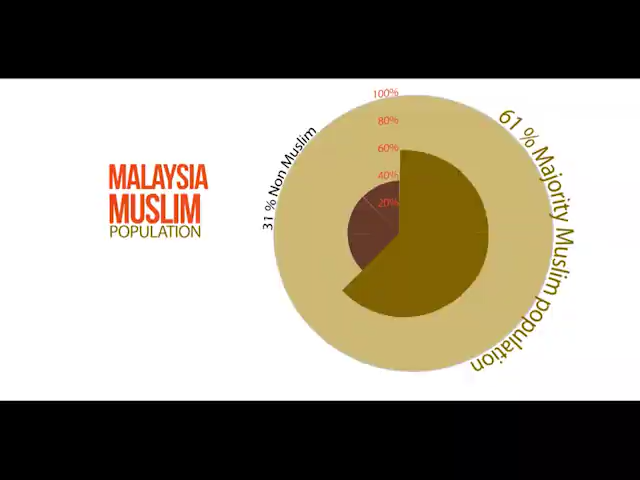 MALAYSIA
MUSLIM
POPULATION
100%
80%
60%
40%
20%
31 % Non Muslim
61 % Majority Muslim population